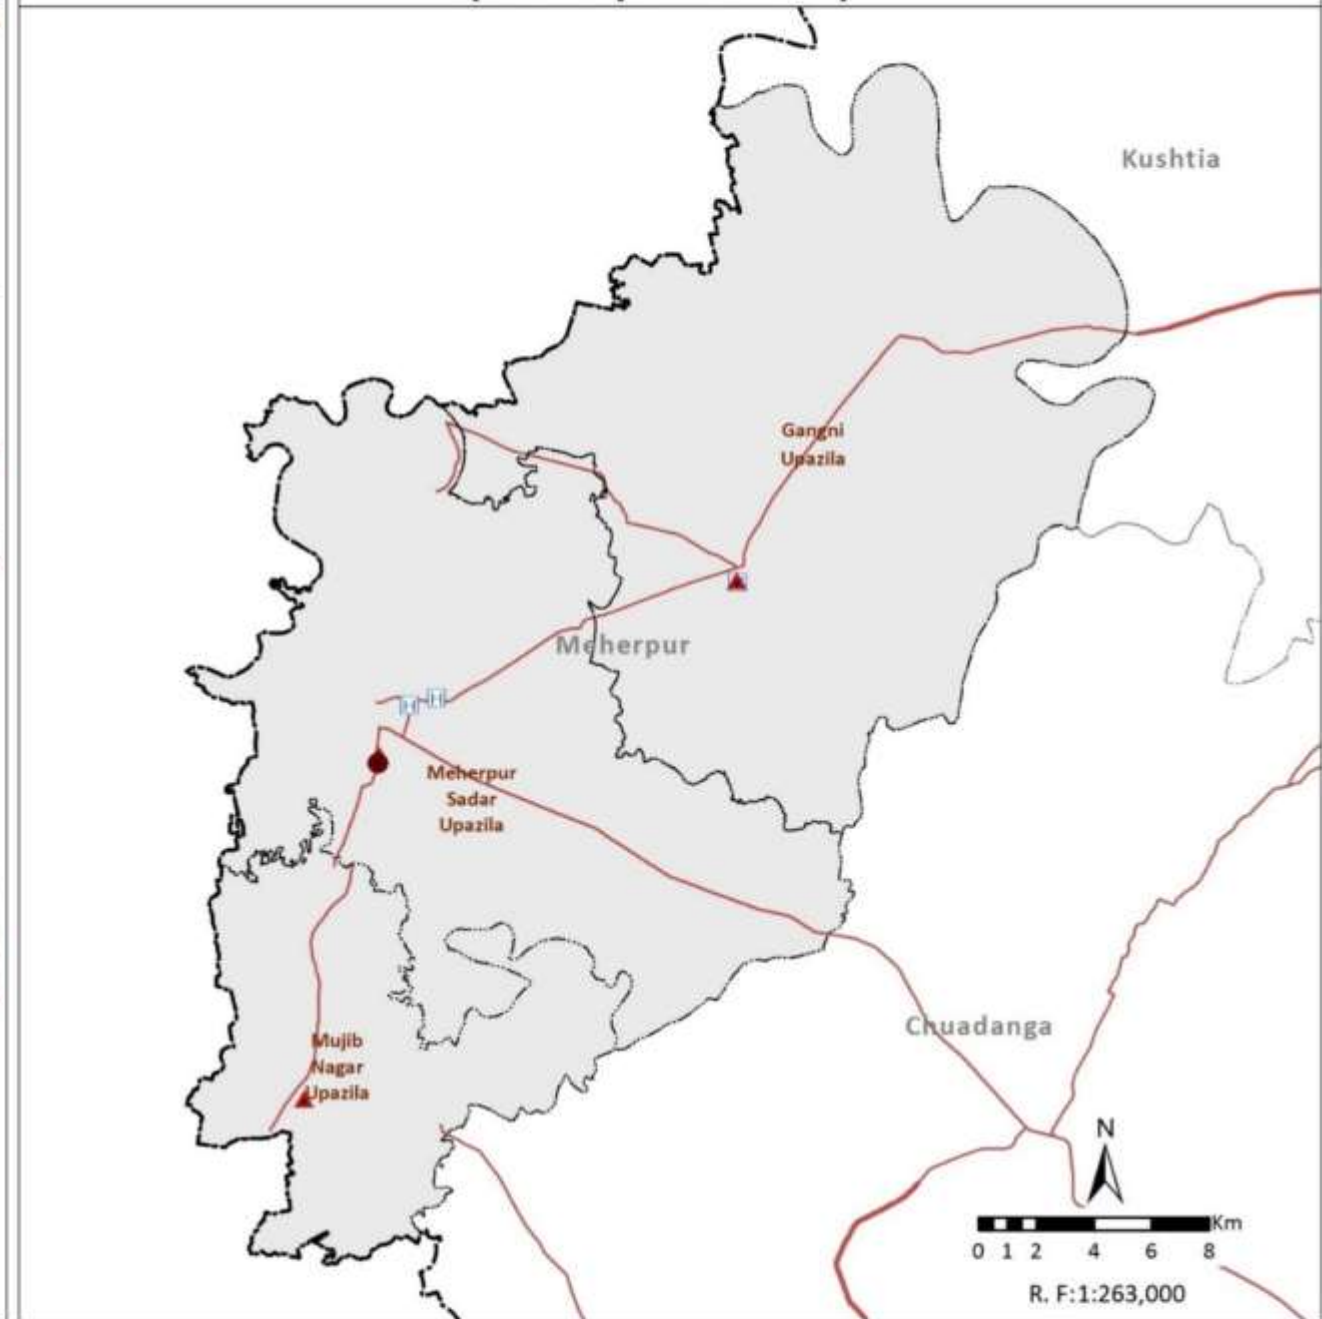 Kushtia
Gangni
Upazila
Meherpur
H H
Meherpur
Sadar
Upazila
Chuadanga
Mujib
Nagar
Upazila
N
Km
0 1 2 4 6 8
R. F:1:263,000